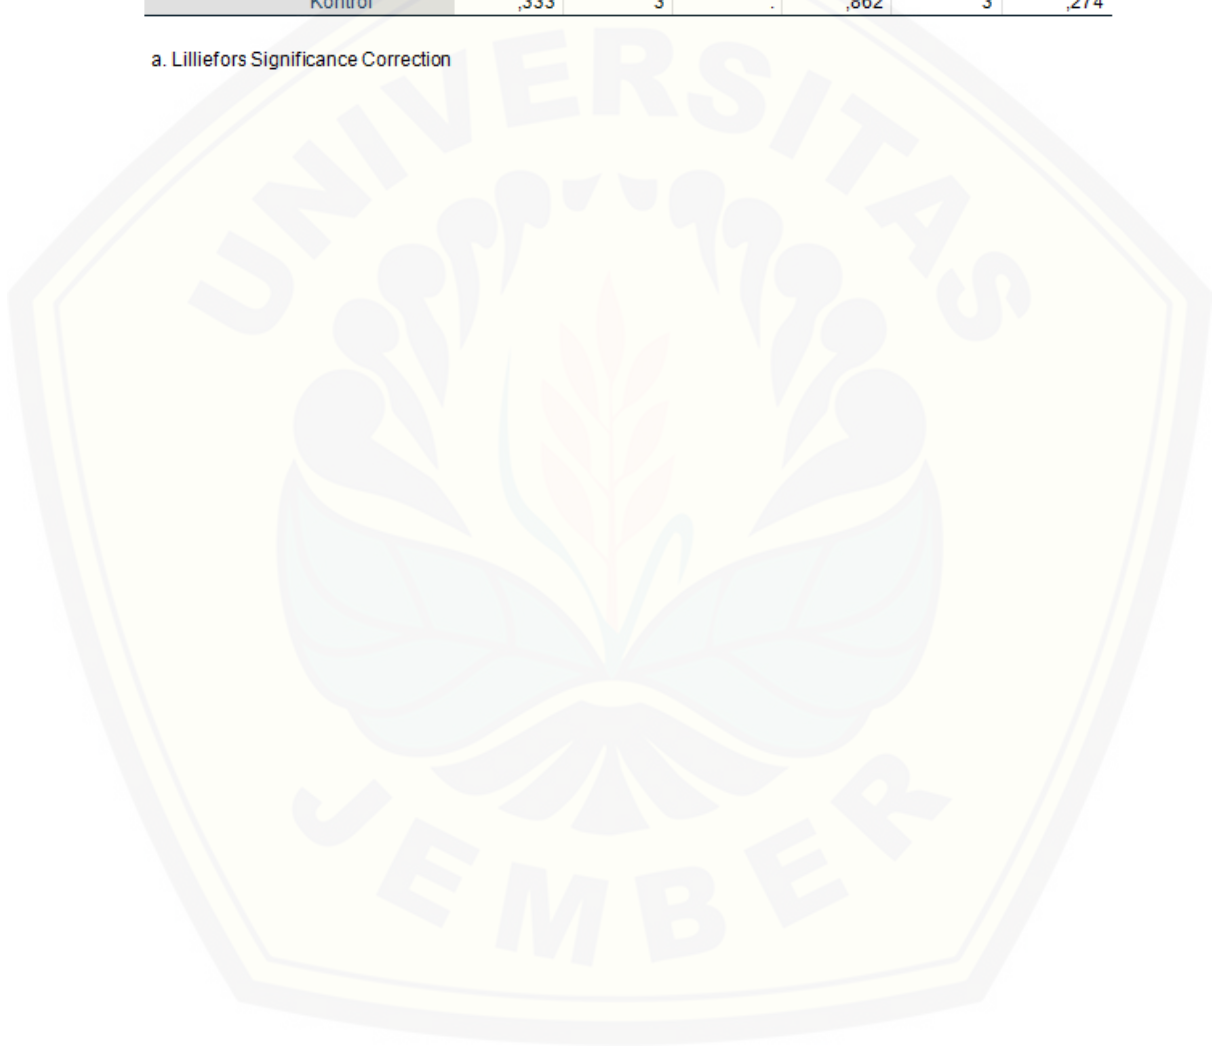 Kontrol ,333 3 . ,862 3 ,274
a. Lilliefors Significance Correction
UNIVERSITAS
JEMBER